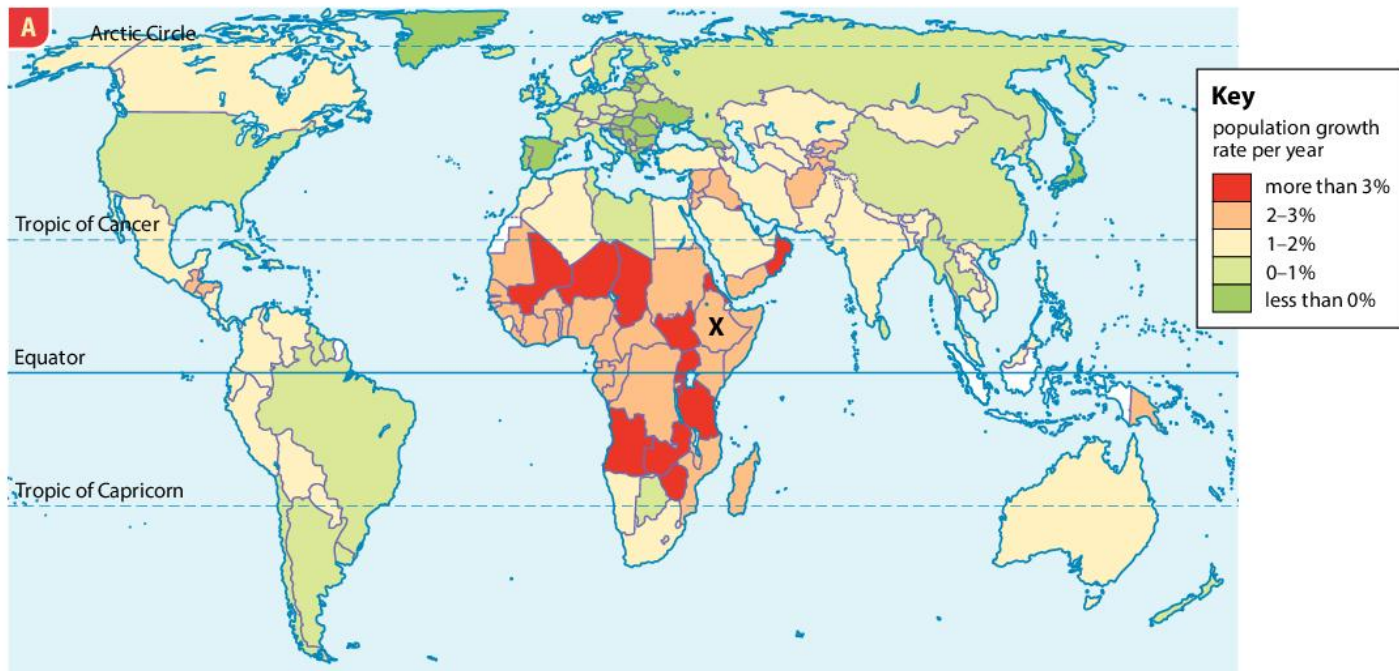 A
Arctic Circle
Key
population growth
rate per year
more than 3%
2–3%
1–2%
0–1%
less than 0%
Tropic of Cancer
X
Equator
Tropic of Capricorn